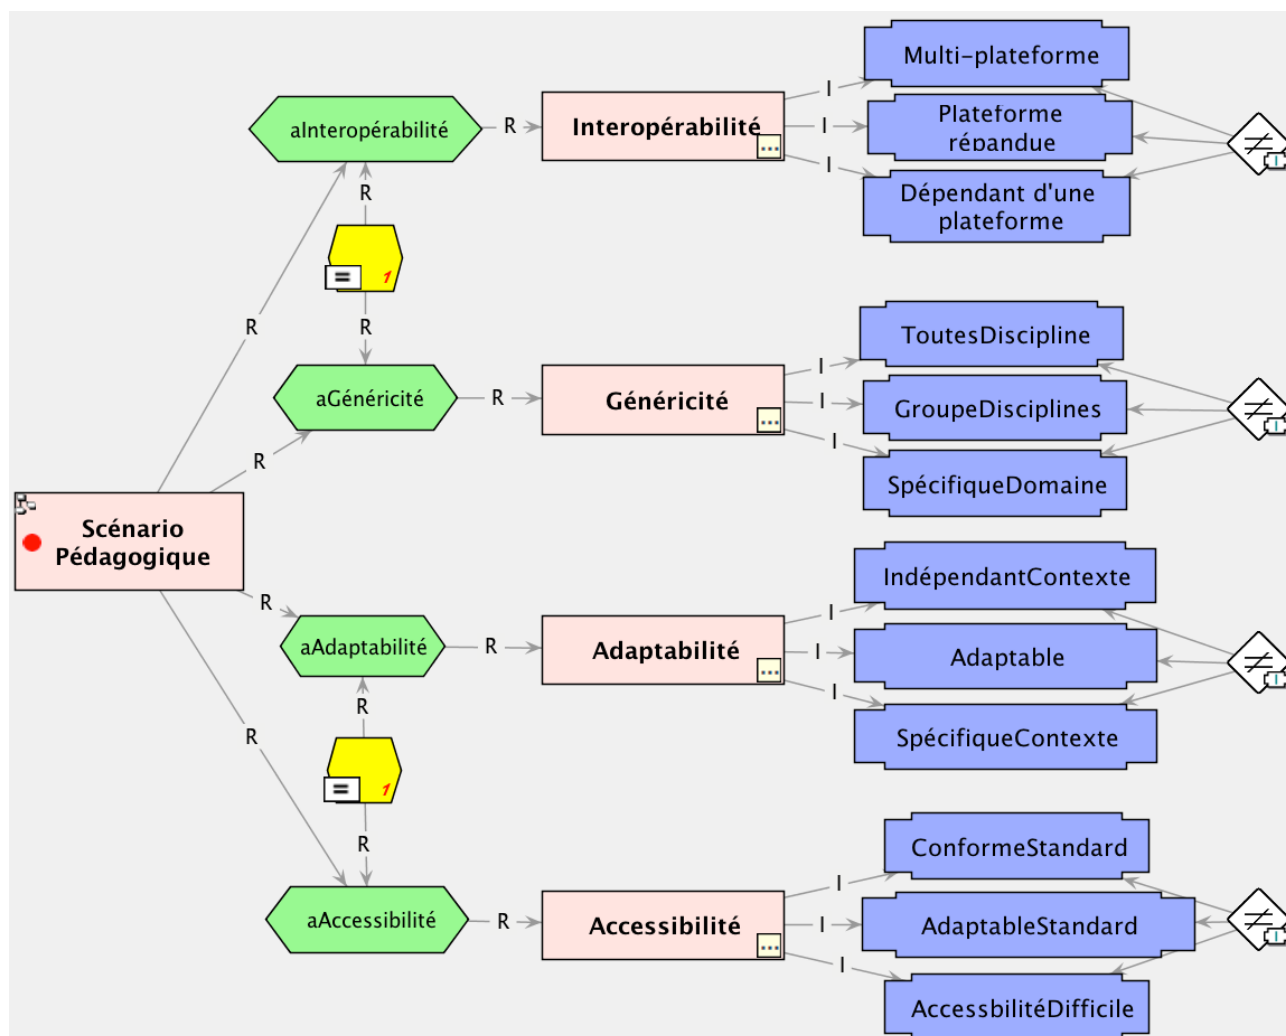 Multi-plateforme
aInteropérabilité
R
Interopérabilité
...
I
I
I
Plateforme
répandue
Dépendant d'une
plateforme
≠
I
R
=
1
R
R
ToutesDiscipline
aGénéricité
R
Généricité
...
I
I
I
GroupeDisciplines
SpécifiqueDomaine
≠
I
R
Scénario
Pédagogique
R
IndépendantContexte
aAdaptabilité
R
Adaptabilité
...
I
I
I
Adaptable
SpécifiqueContexte
≠
I
R
R
=
1
R
ConformeStandard
aAccessibilité
R
Accessibilité
...
I
I
I
AdaptableStandard
AccessbilitéDifficile
≠
I